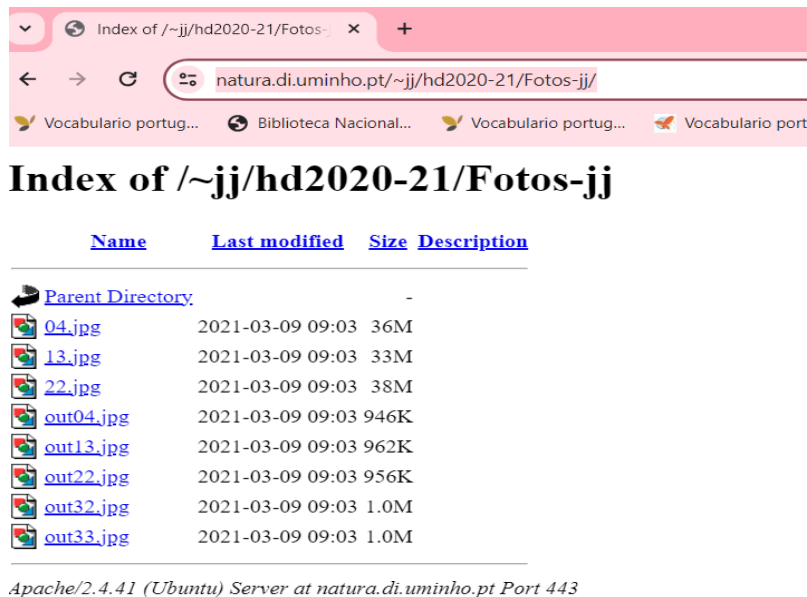 Index of /~jj/hd2020-21/Fotos-j
natura.di.uminho.pt/~jj/hd2020-21/Fotos-jj/
Vocabulario portug... Biblioteca Nacional... Vocabulario portug... Vocabulario port
Index of /~jj/hd2020-21/Fotos-jj
Name Last modified Size Description
Parent Directory -
04.jpg 2021-03-09 09:03 36M
13.jpg 2021-03-09 09:03 33M
22.jpg 2021-03-09 09:03 38M
out04.jpg 2021-03-09 09:03 946K
out13.jpg 2021-03-09 09:03 962K
out22.jpg 2021-03-09 09:03 956K
out32.jpg 2021-03-09 09:03 1.0M
out33.jpg 2021-03-09 09:03 1.0M
Apache/2.4.41 (Ubuntu) Server at natura.di.uminho.pt Port 443